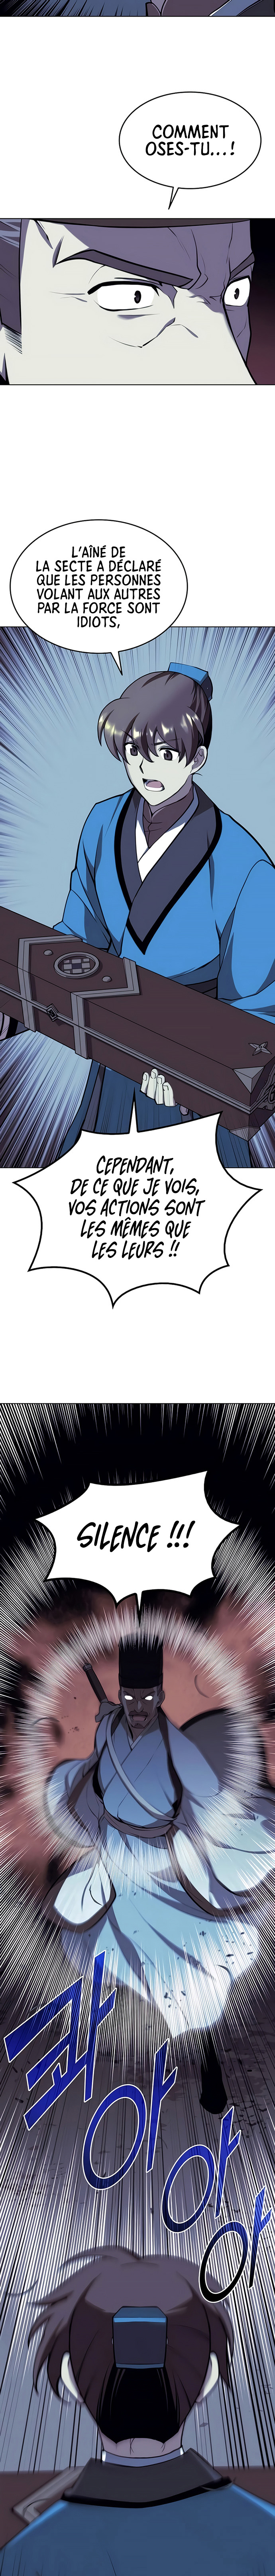 COMMENT
OSES-TU...!
L'AÎNÉ DE
LA SECTE A DÉCLARÉ
QUE LES PERSONNES
VOLANT AUX AUTRES
PAR LA FORCE SONT
IDIOTS,
CEPENDANT,
DE CE QUE JE VOIS,
VOS ACTIONS SONT
LES MÊMES QUE
LES LEURS !!
SILENCE !!!
콰아아아